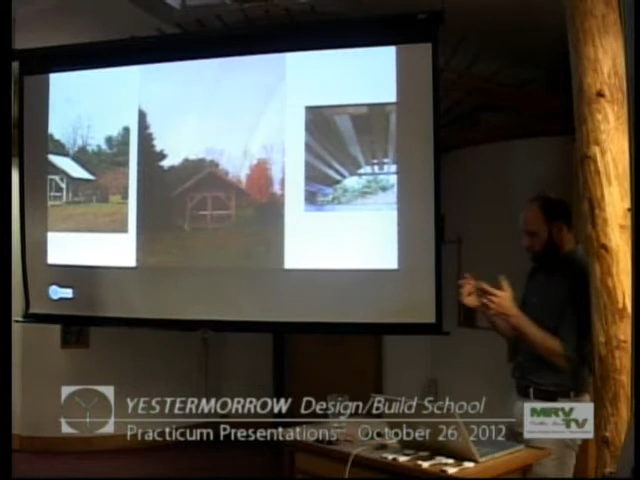 YESTERMORROW Design/Build School
Practicum Presentations - October 26, 2012
MRV
TV